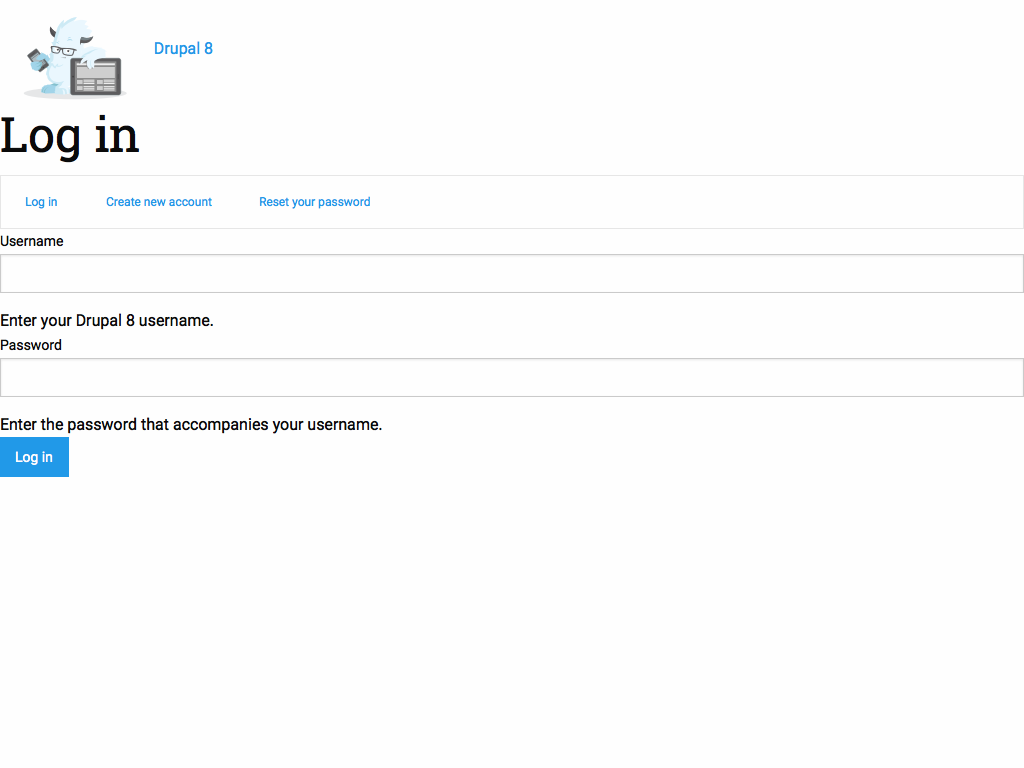 Drupal 8
Log in
Log in Create new account Reset your password
Username
Enter your Drupal 8 username.
Password
Enter the password that accompanies your username.
Log in